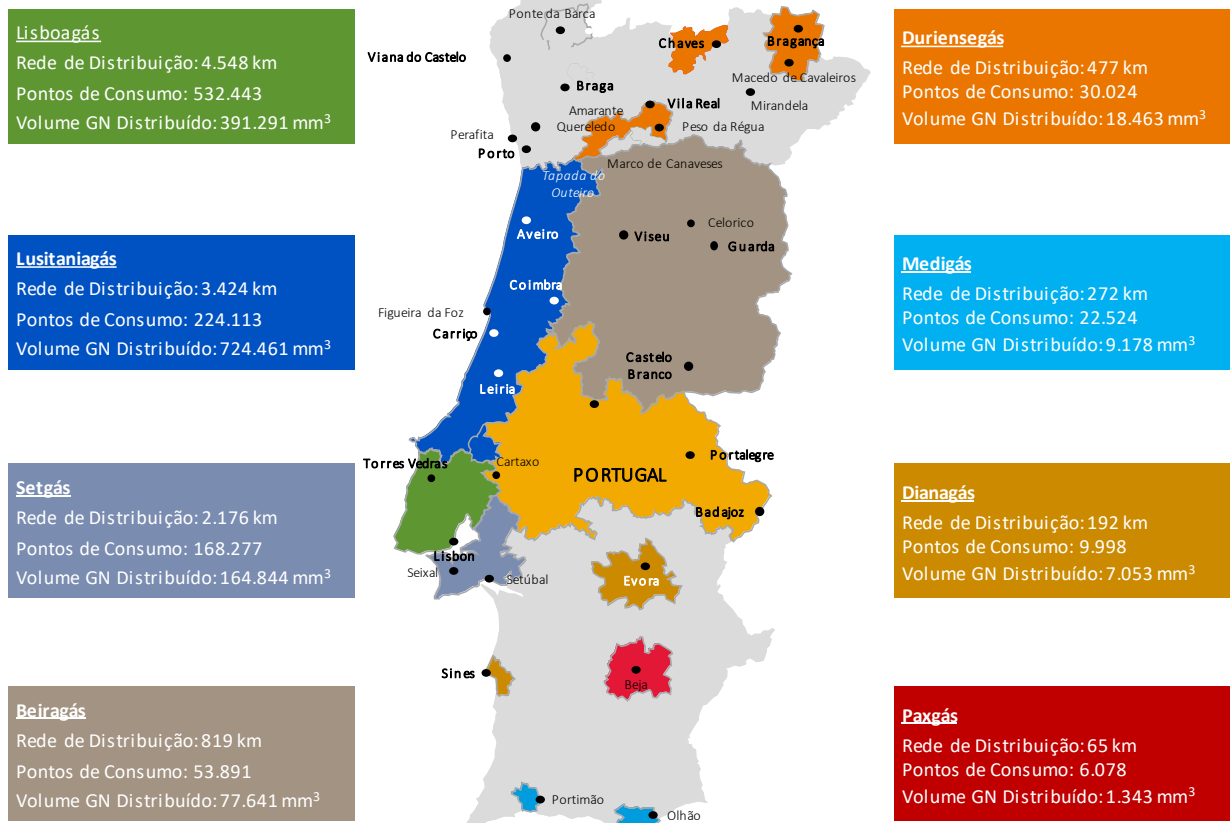 Lisboagás
Rede de Distribuição: 4.548 km
Pontos de Consumo: 532.443
Volume GN Distribuído: 391.291 mm³
Lusitaniagás
Rede de Distribuição: 3.424 km
Pontos de Consumo: 224.113
Volume GN Distribuído: 724.461 mm³
Setgás
Rede de Distribuição: 2.176 km
Pontos de Consumo: 168.277
Volume GN Distribuído: 164.844 mm³
Beiragás
Rede de Distribuição: 819 km
Pontos de Consumo: 53.891
Volume GN Distribuído: 77.641 mm³
Ponte da Barca
Viana do Castelo
Chaves
Bragança
Macedo de Cavaleiros
Braga
Mirandela
Vila Real
Amarante
Quereledo
Peso da Régua
Perafita
Porto
Marco de Canaveses
Tapada do
Outeiro
Aveiro
Viseu
Celorico
Guarda
Coimbra
Figueira da Foz
Carriço
Castelo
Branco
Leiria
Torres Vedras
Cartaxo
PORTUGAL
Portalegre
Badajoz
Lisbon
Seixal
Setúbal
Evora
Sines
Beja
Portimão
Olhão
Duriensegás
Rede de Distribuição: 477 km
Pontos de Consumo: 30.024
Volume GN Distribuído: 18.463 mm³
Medigás
Rede de Distribuição: 272 km
Pontos de Consumo: 22.524
Volume GN Distribuído: 9.178 mm³
Dianagás
Rede de Distribuição: 192 km
Pontos de Consumo: 9.998
Volume GN Distribuído: 7.053 mm³
Paxgás
Rede de Distribuição: 65 km
Pontos de Consumo: 6.078
Volume GN Distribuído: 1.343 mm³